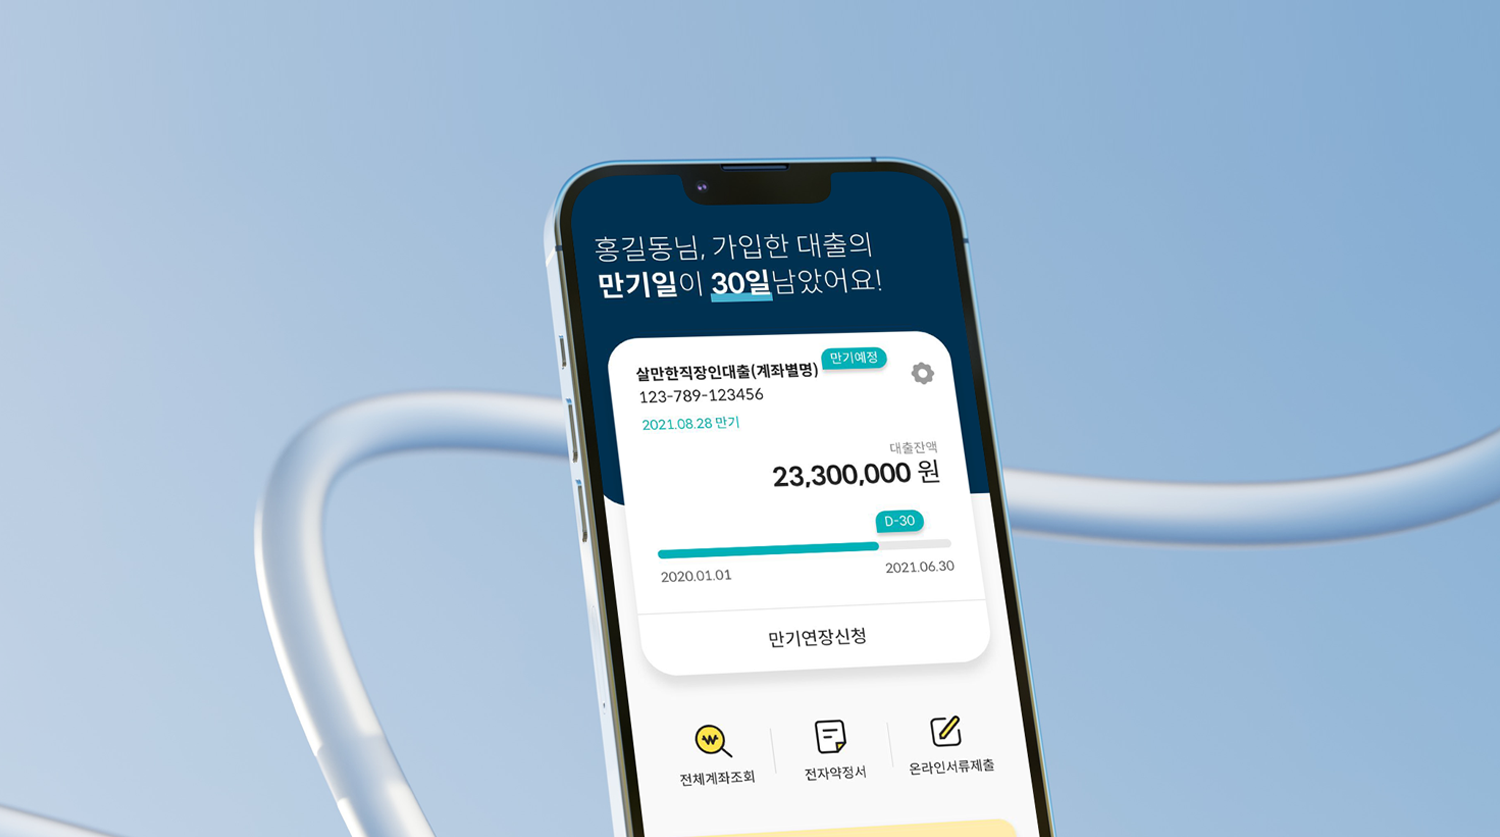 홍길동님, 가입한 대출의
만기일이 30일남았어요!
살만한직장인대출(계좌별명)
만기예정
123-789-123456
2021.08.28 만기
대출잔액
23,300,000 원
D-30
2020.01.01
2021.06.30
만기연장신청
전체계좌조회
전자약정서
온라인서류제출